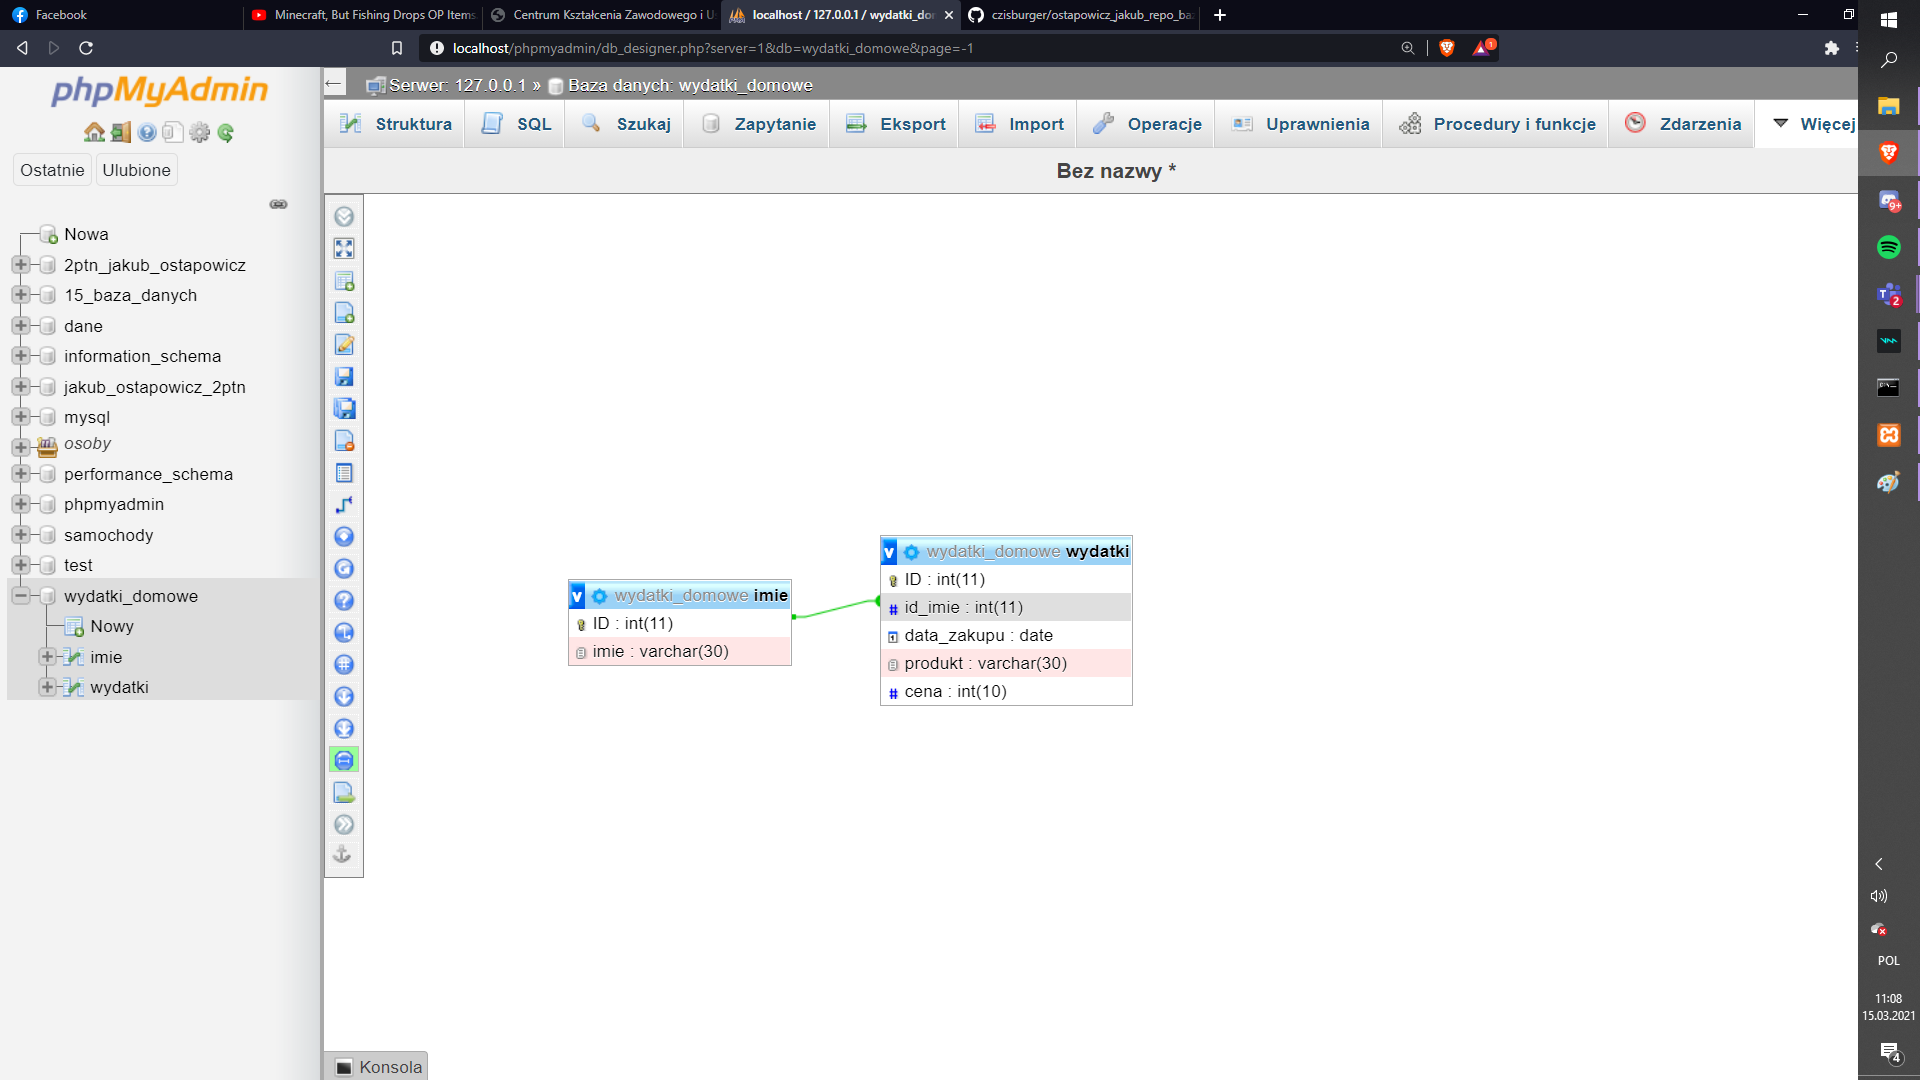 Facebook
Minecraft, But Fishing Drops OP Items
Centrum Kształcenia Zawodowego i U
localhost / 127.0.0.1 / wydatki_do
czisburger/ostapowicz_jakub_repo_ba
localhost/phpmyadmin/db_designer.php?server=1&db=wydatki_domowe&page=-1
1
phpMyAdmin
Ostatnie
Ulubione
Nowa
2ptn_jakub_ostapowicz
15_baza_danych
dane
information_schema
jakub_ostapowicz_2ptn
mysql
osoby
performance_schema
phpmyadmin
samochody
test
wydatki_domowe
Nowy
imie
wydatki
Serwer: 127.0.0.1 » Baza danych: wydatki_domowe
Struktura
SQL
Szukaj
Zapytanie
Eksport
Import
Operacje
Uprawnienia
Procedury i funkcje
Zdarzenia
Więcej
Bez nazwy *
v wydatki_domowe imie
ID : int(11)
imie : varchar(30)
v wydatki_domowe wydatki
ID : int(11)
# id_imie : int(11)
data_zakupu : date
produkt : varchar(30)
# cena : int(10)
Konsola
9+
T
2
POL
11:08
15.03.2021
4